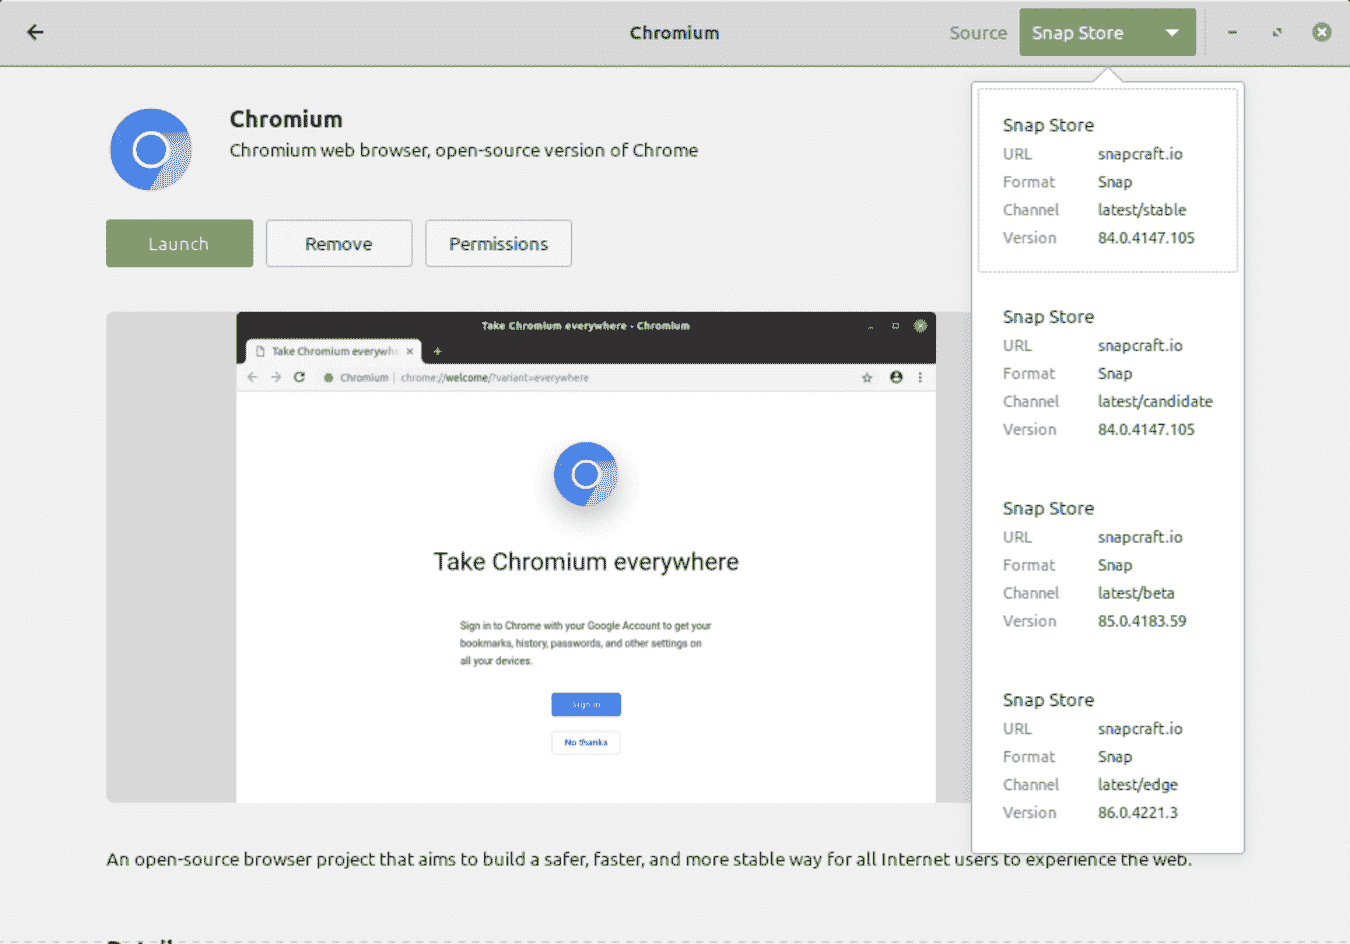 Chromium
Source
Snap Store
Chromium
Chromium web browser, open-source version of Chrome
Launch
Remove
Permissions
Take Chromium everywhere - Chromium
Take Chromium everywhe
Chromium | chrome://welcome/?variant=everywhere
Take Chromium everywhere
Sign in to Chrome with your Google Account to get your
bookmarks, history, passwords, and other settings on
all your devices.
Sign in
No thanks
Snap Store
URL snapcraft.io
Format Snap
Channel latest/stable
Version 84.0.4147.105
Snap Store
URL snapcraft.io
Format Snap
Channel latest/candidate
Version 84.0.4147.105
Snap Store
URL snapcraft.io
Format Snap
Channel latest/beta
Version 85.0.4183.59
Snap Store
URL snapcraft.io
Format Snap
Channel latest/edge
Version 86.0.4221.3
An open-source browser project that aims to build a safer, faster, and more stable way for all Internet users to experience the web.